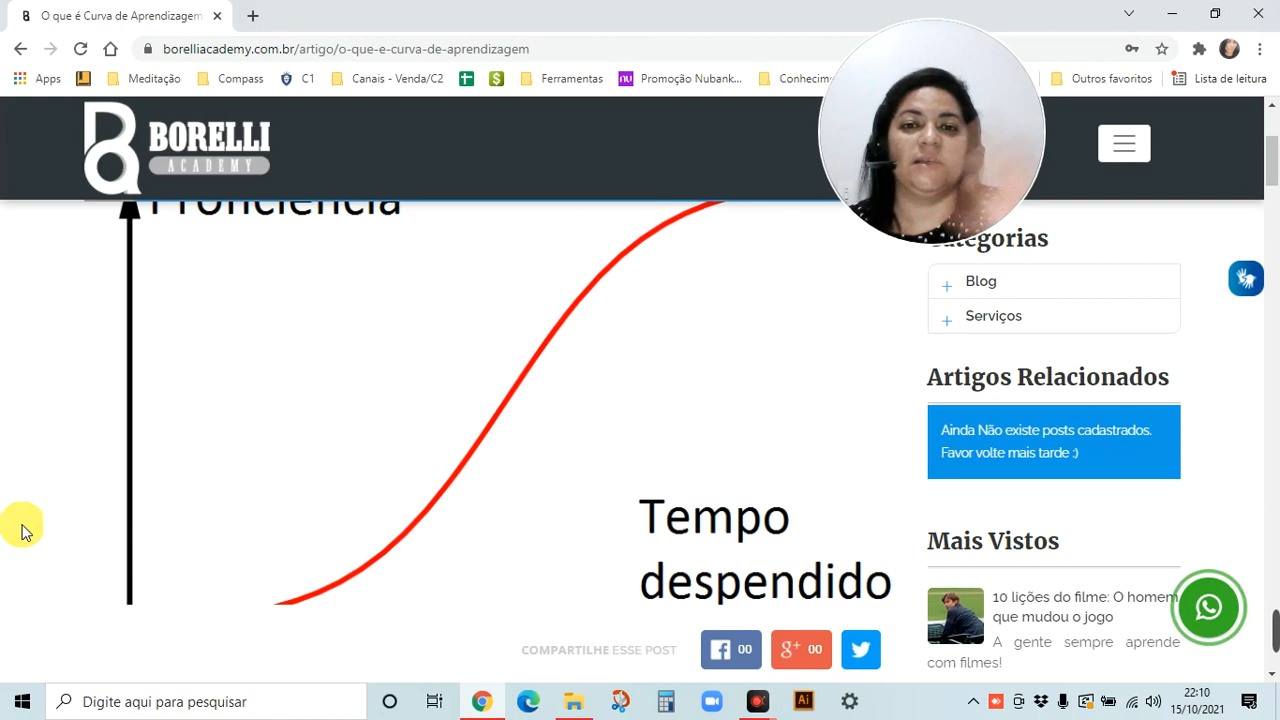 O que é Curva de Aprendizagem
borelliacademy.com.br/artigo/o-que-e-curva-de-aprendizagem
Apps
Meditação
Compass
C1
Canais - Venda/C2
Ferramentas
nu
Promoção Nubank...
Outros favoritos
Lista de leitura
BORELLI
ACADEMY
Proficiência
Tempo
despendido
Categorias
Blog
Serviços
Artigos Relacionados
Ainda Não existe posts cadastrados.
Favor volte mais tarde :)
Mais Vistos
10 lições do filme: O homem
que mudou o jogo
A gente sempre aprende
com filmes!
COMPARTILHE ESSE POST
00
g+ 00
Digite aqui para pesquisar
Ai
22:10
15/10/2021